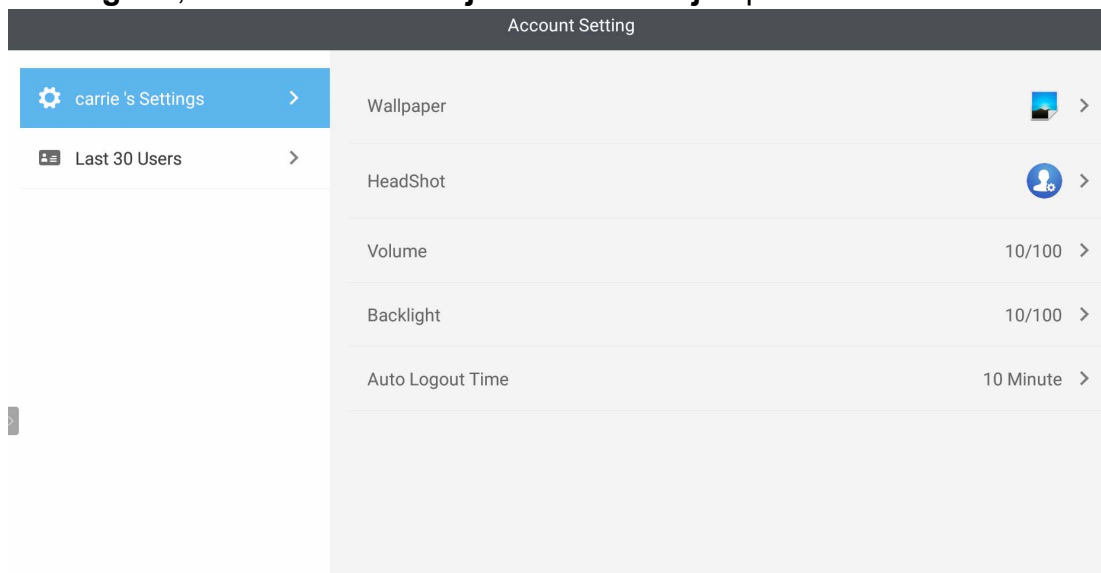 Account Setting
carrie 's Settings
Last 30 Users
Wallpaper
HeadShot
Volume 10/100
Backlight 10/100
Auto Logout Time 10 Minute